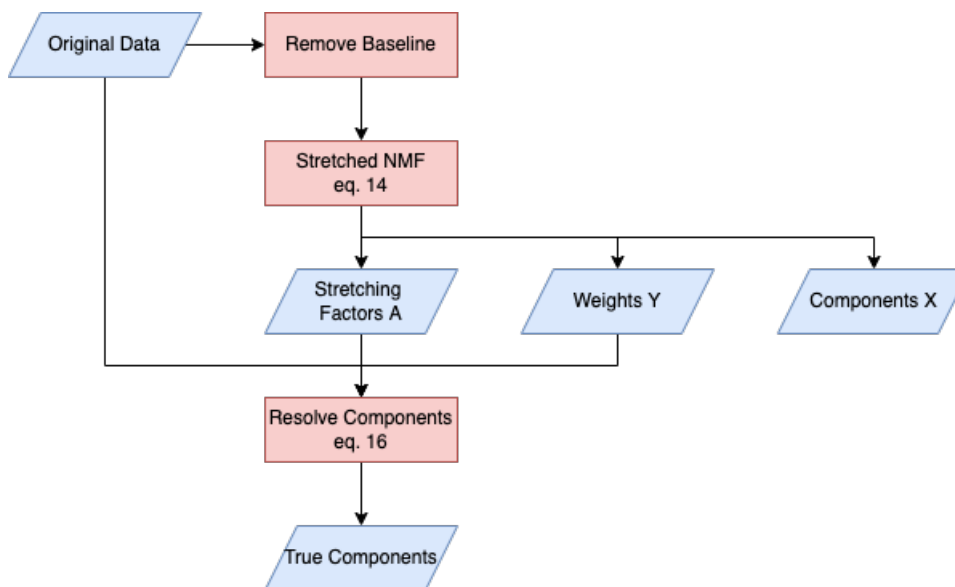 Original Data
Remove Baseline
Stretched NMF
eq. 14
Stretching
Factors A
Weights Y
Components X
Resolve Components
eq. 16
True Components